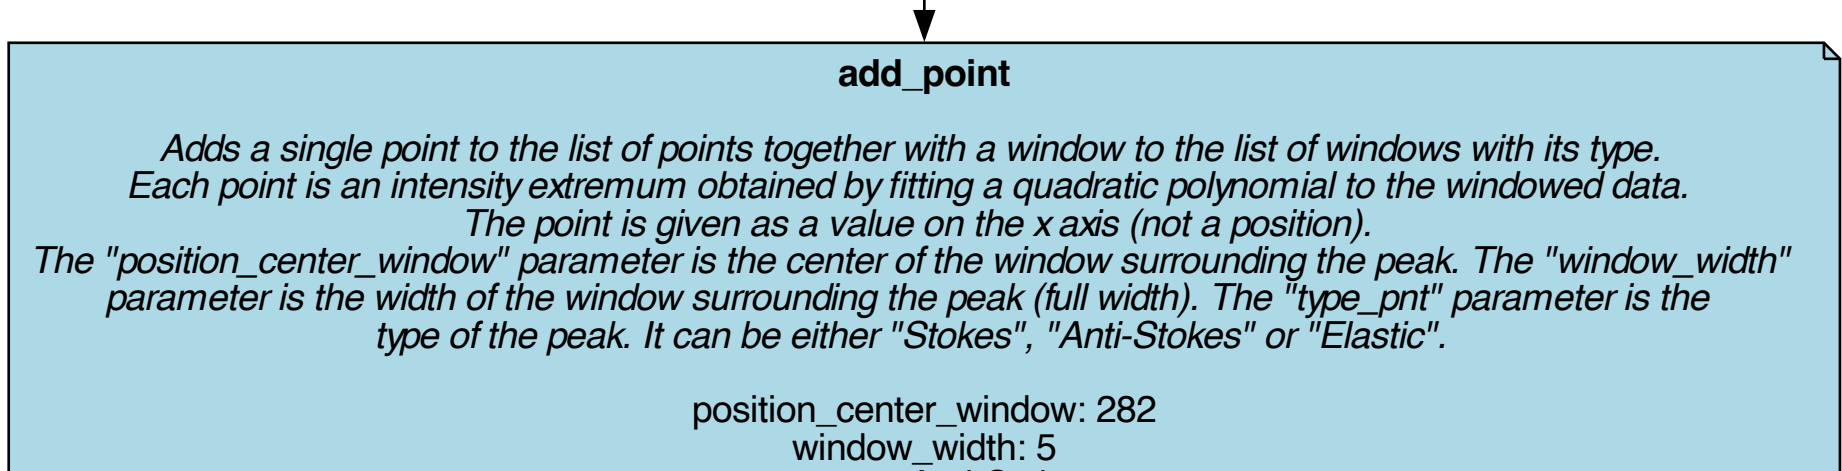 add_point
Adds a single point to the list of points together with a window to the list of windows with its type.
Each point is an intensity extremum obtained by fitting a quadratic polynomial to the windowed data.
The point is given as a value on the x axis (not a position).
The "position_center_window" parameter is the center of the window surrounding the peak. The "window_width"
parameter is the width of the window surrounding the peak (full width). The "type_pnt" parameter is the
type of the peak. It can be either "Stokes", "Anti-Stokes" or "Elastic".
position_center_window: 282
window_width: 5